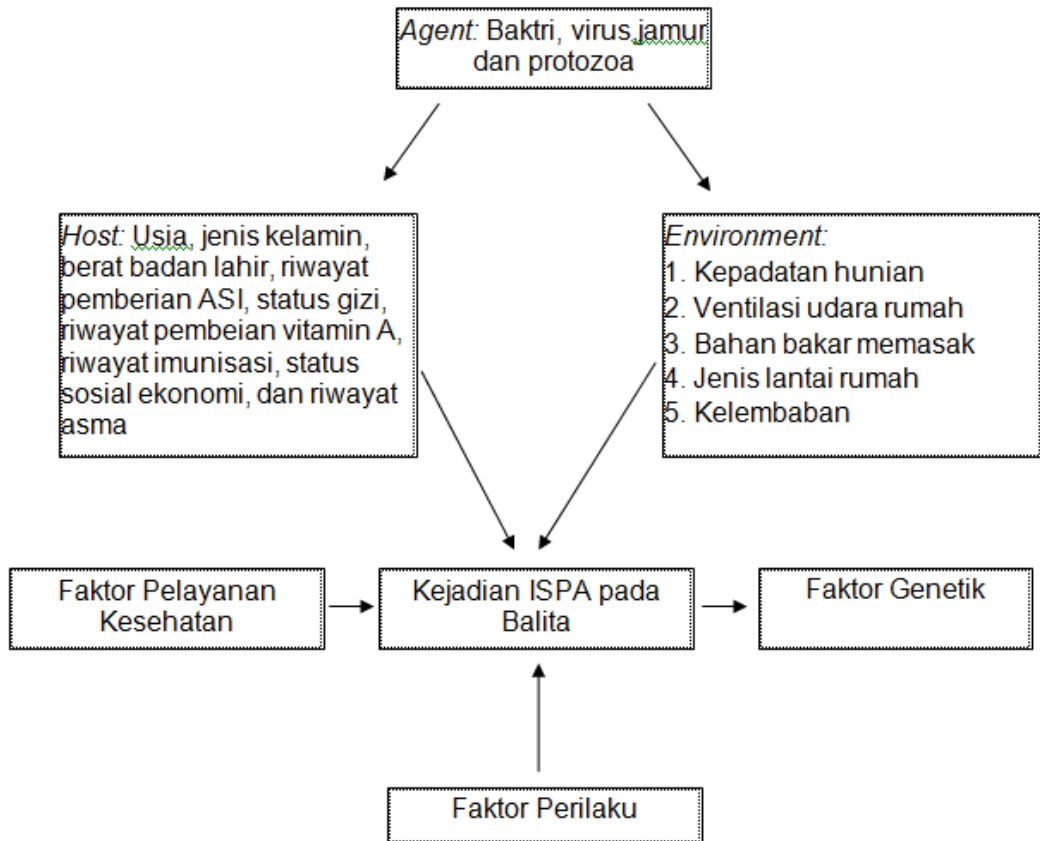 Agent: Baktri, virus,jamur
dan protozoa
Host: Usia, jenis kelamin,
berat badan lahir, riwayat
pemberian ASI, status gizi,
riwayat pembeian vitamin A,
riwayat imunisasi, status
sosial ekonomi, dan riwayat
asma
Environment:
1. Kepadatan hunian
2. Ventilasi udara rumah
3. Bahan bakar memasak
4. Jenis lantai rumah
5. Kelembaban
Faktor Pelayanan
Kesehatan
Kejadian ISPA pada
Balita
Faktor Genetik
Faktor Perilaku